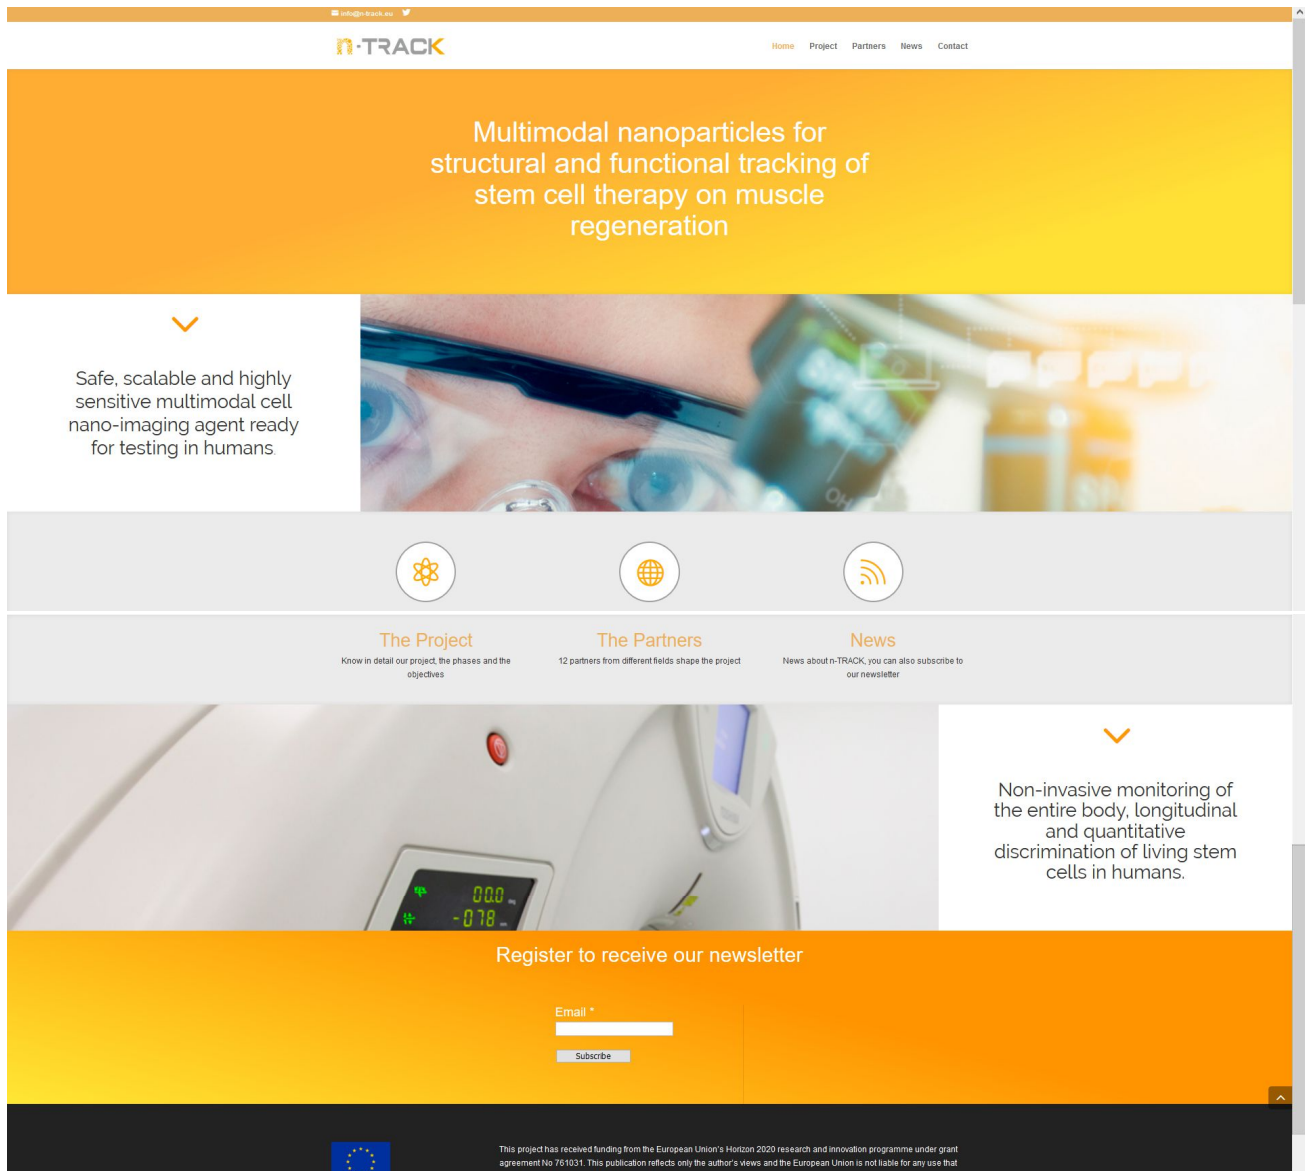 info@n-track.eu
n-TRACK
Home Project Partners News Contact
Multimodal nanoparticles for
structural and functional tracking of
stem cell therapy on muscle
regeneration
Safe, scalable and highly
sensitive multimodal cell
nano-imaging agent ready
for testing in humans.
OH
The Project
Know in detail our project, the phases and the
objectives
The Partners
12 partners from different fields shape the project
News
News about n-TRACK, you can also subscribe to
our newsletter
00.0
-078
Non-invasive monitoring of
the entire body, longitudinal
and quantitative
discrimination of living stem
cells in humans.
Register to receive our newsletter
Email *
Subscribe
This project has received funding from the European Union's Horizon 2020 research and innovation programme under grant
agreement No 761031. This publication reflects only the author's views and the European Union is not liable for any use that